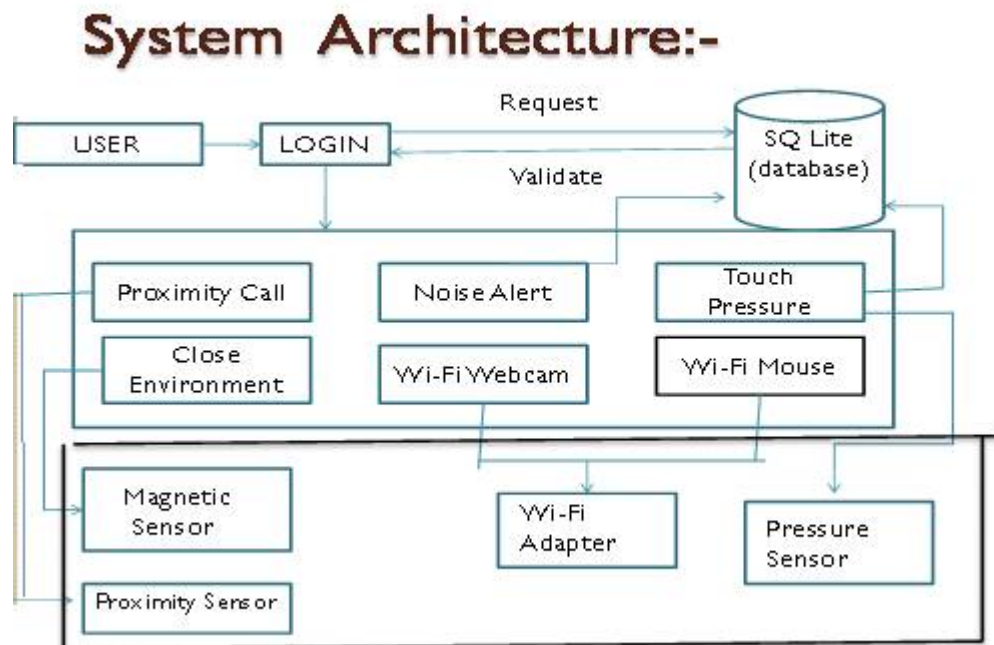 System Architecture:-
Request
USER
LOGIN
SQ Lite
(database)
Validate
Proximity Call
Noise Alert
Touch
Pressure
Close
Environment
Wi-Fi Webcam
Wi-Fi Mouse
Magnetic
Sensor
Wi-Fi
Adapter
Pressure
Sensor
Proximity Sensor